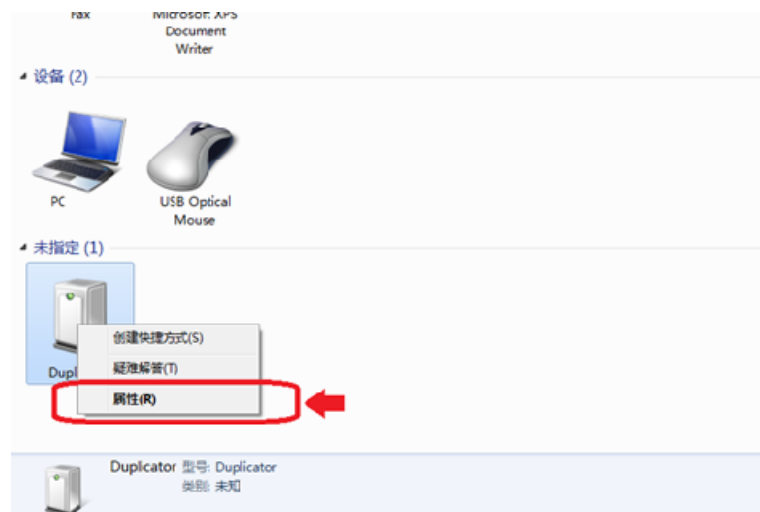 Fax
Microsoft XPS
Document
Writer
设备 (2)
PC
USB Optical
Mouse
未指定 (1)
创建快捷方式(S)
疑难解答(T)
属性(R)
Dupl
Duplcator 型号: Duplicator
类别: 未知